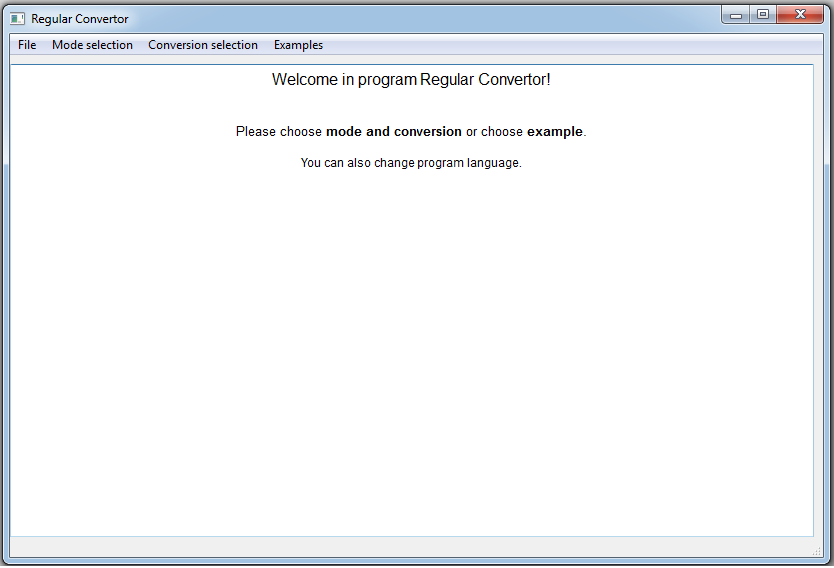 Regular Convertor
File Mode selection Conversion selection Examples
Welcome in program Regular Convertor!
Please choose mode and conversion or choose example.
You can also change program language.